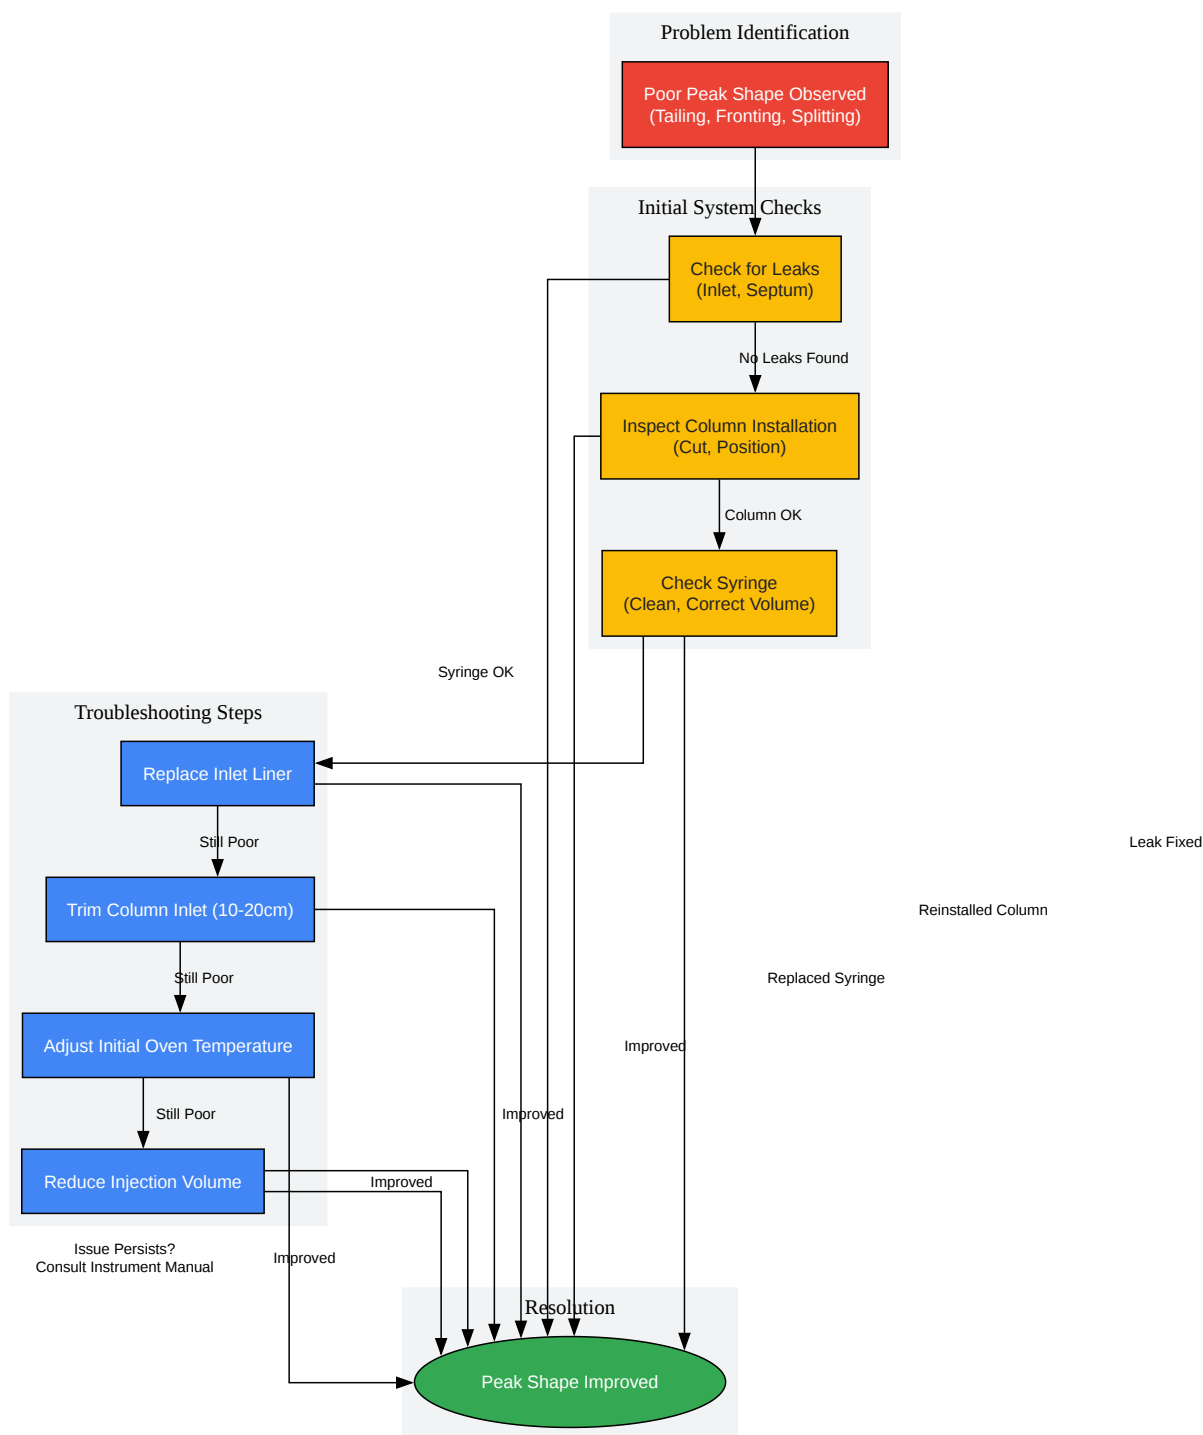 Problem Identification
Poor Peak Shape Observed
(Tailing, Fronting, Splitting)
Initial System Checks
Check for Leaks
(Inlet, Septum)
No Leaks Found
Inspect Column Installation
(Cut, Position)
Column OK
Check Syringe
(Clean, Correct Volume)
Syringe OK
Troubleshooting Steps
Replace Inlet Liner
Still Poor
Leak Fixed
Trim Column Inlet (10-20cm)
Reinstalled Column
Still Poor
Replaced Syringe
Adjust Initial Oven Temperature
Improved
Still Poor
Improved
Reduce Injection Volume
Improved
Issue Persists?
Consult Instrument Manual
Improved
Resolution
Peak Shape Improved